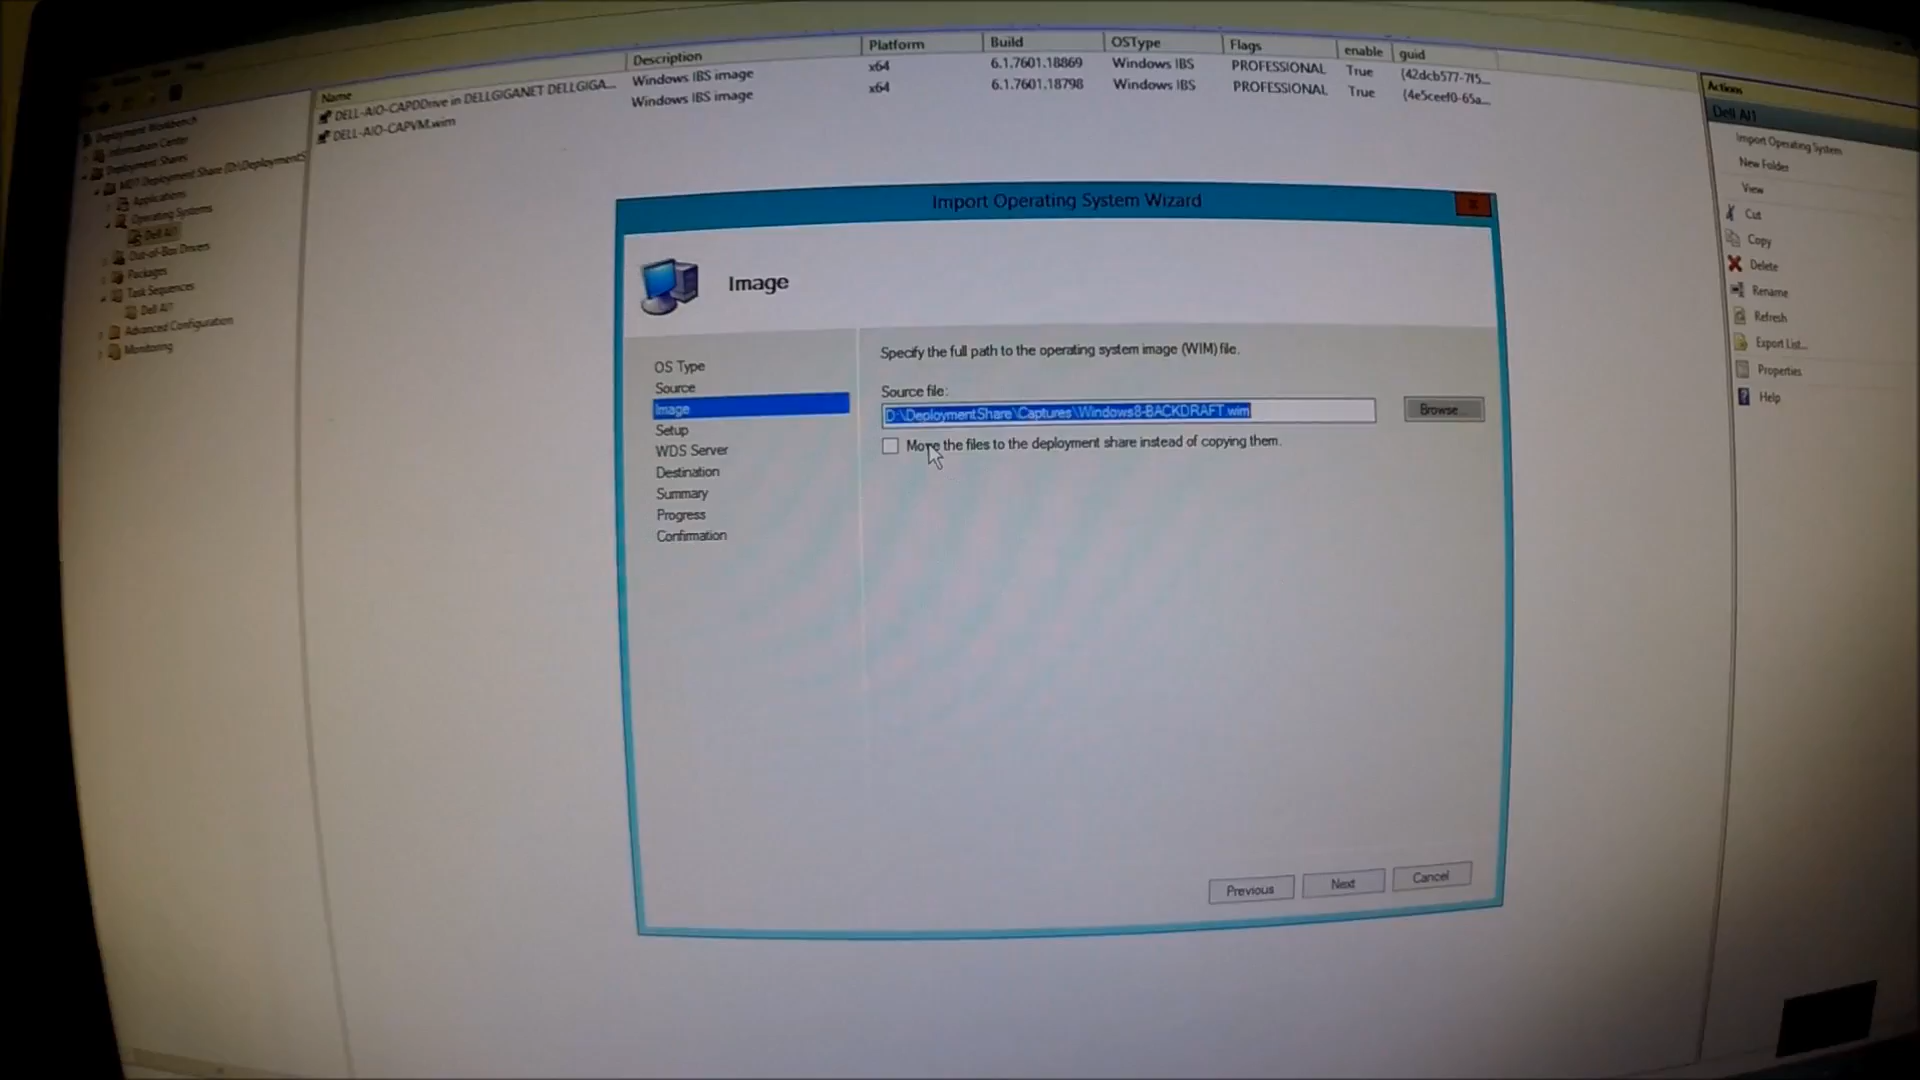 Name
Description
Platform
Build
OSType
Flags
enable
guid
DELL-AIO-CAPDDrive in DELLGIGANET DELLGIGA...
Windows IBS image
x64
6.1.7601.18869
Windows IBS
PROFESSIONAL
True
{42dcb577-7f5...
DELL-AIO-CAPVM.wim
Windows IBS image
x64
6.1.7601.18798
Windows IBS
PROFESSIONAL
True
{4e5ceef0-65a...
Deployment Workbench
Information Center
Deployment Shares
MDT Deployment Share (D:\DeploymentS
Applications
Operating Systems
Dell AI1
Out-of-Box Drivers
Packages
Task Sequences
Dell AI1
Advanced Configuration
Monitoring
Import Operating System Wizard
Image
OS Type
Source
Image
Setup
WDS Server
Destination
Summary
Progress
Confirmation
Specify the full path to the operating system image (WIM) file.
Source file:
D:\DeploymentShare\Captures\Windows8-BACKDRAFT.wim
Browse...
Move the files to the deployment share instead of copying them.
Previous
Next
Cancel
Actions
Dell AI1
Import Operating System
New Folder
View
Cut
Copy
Delete
Rename
Refresh
Export List...
Properties
Help